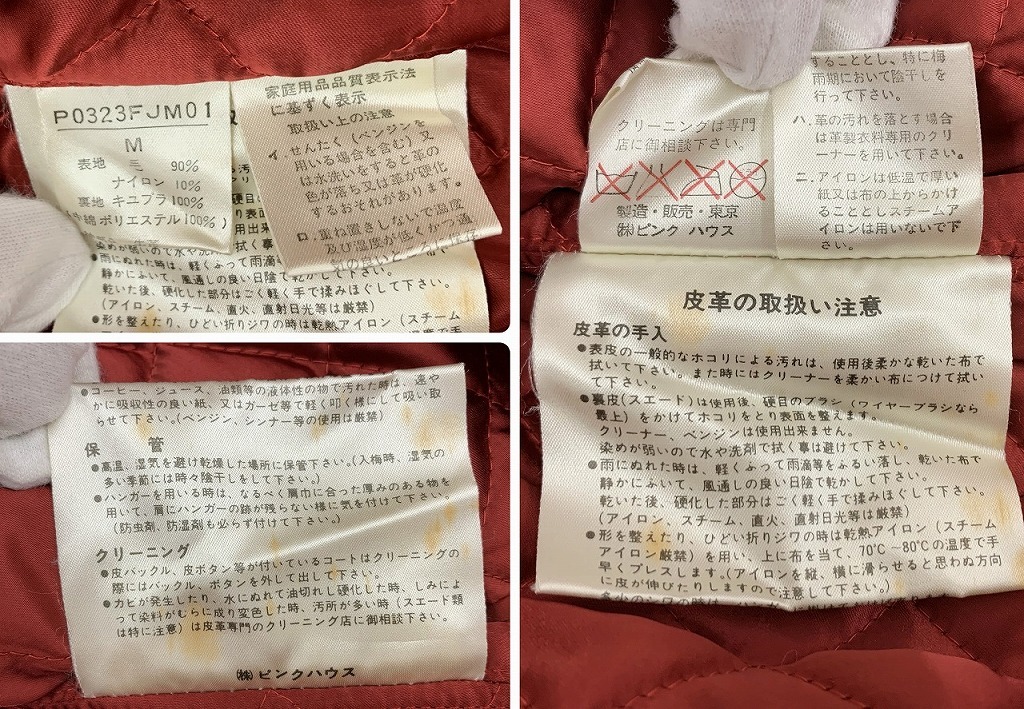 P0323FJM01
M
表地 毛 90%
ナイロン 10%
裏地 キュプラ 100%
中綿 ポリエステル 100%
家庭用品品質表示法
に基ずく表示
取扱い上の注意
イ.せんたく(ベンジンを
用いる場合を含む)又
は水洗いをすると革の
色が落ち又は革が硬化
するおそれがあります。
ロ.重ね置きしないで温度
及び湿度が低くかつ通
染めが弱いので水や洗
●雨にぬれた時は、軽くふって雨滴
静かにふいて、風通しの良い日陰で乾かして下さい。
乾いた後、硬化した部分はごく軽く手で揉みほぐして下さい。
(アイロン、スチーム、直火、直射日光等は厳禁)
●形を整えたり、ひどい折りジワの時は乾熱アイロン(スチーム
●コーヒー、ジュース、油類等の液体性の物で汚れた時は、速や
かに吸収性の良い紙、又はガーゼ等で軽く叩く様にして吸い取
らせて下さい。(ベンジン、シンナー等の使用は厳禁)
保 管
●高温、湿気を避け乾燥した場所に保管下さい。(入梅時、湿気の
多い季節には時々陰干しをして下さい。)
●ハンガーを用いる時は、なるべく肩巾に合った厚みのある物を
用いて、肩にハンガーの跡が残らない様に気を付けて下さい。
(防虫剤、防湿剤も必らず付けて下さい。)
クリーニング
●皮バックル、皮ボタン等が付いているコートはクリーニングの
際にはバックル、ボタンを外して出して下さい。
●カビが発生したり、水にぬれて油切れし硬化した時、しみによ
って染料がむらに成り変色した時、汚所が多い時(スエード類
は特に注意)は皮革専門のクリーニング店に御相談下さい。
㈱ピンクハウス
クリーニングは専門
店に御相談下さい。
製造・販売・東京
㈱ピンク ハウス
することとし、特に梅
雨期において陰干しを
行って下さい。
ハ.革の汚れを落とす場合
は革製衣料専用のクリ
ーナーを用いて下さい。
ニ.アイロンは低温で厚い
紙又は布の上からかけ
ることとしスチームア
イロンは用いないで下
さい。
皮革の取扱い注意
皮革の手入
●表皮の一般的なホコリによる汚れは、使用後柔かな乾いた布で
拭いて下さい。また時にはクリーナーを柔かい布につけて拭い
て下さい。
●裏皮(スエード)は使用後、硬目のブラシ(ワイヤーブラシなら
最上)をかけてホコリをとり表面を整えます。
クリーナー、ベンジンは使用出来ません。
染めが弱いので水や洗剤で拭く事は避けて下さい。
●雨にぬれた時は、軽くふって雨滴等をふるい落し、乾いた布で
静かにふいて、風通しの良い日陰で乾かして下さい。
乾いた後、硬化した部分はごく軽く手で揉みほぐして下さい。
(アイロン、スチーム、直火、直射日光等は厳禁)
●形を整えたり、ひどい折りジワの時は乾熱アイロン(スチーム
アイロン厳禁)を用い、上に布を当て、70℃~80℃の温度で手
早くプレスします。(アイロンを縦、横に滑らせると思わぬ方向
に皮が伸びたりしますので注意して下さい。)